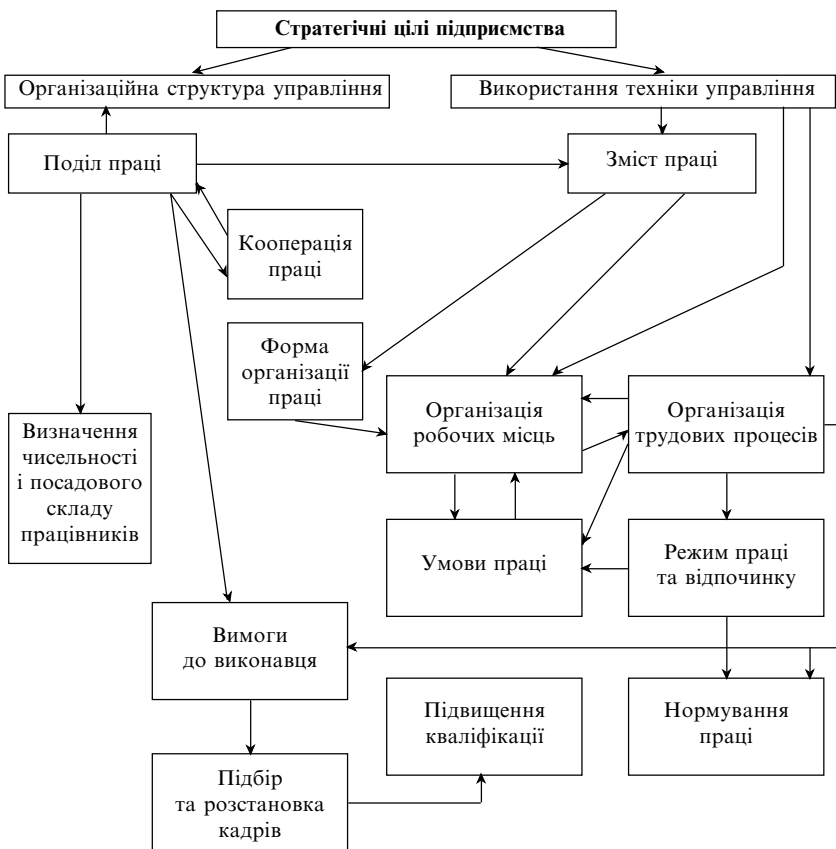 Стратегічні цілі підприємства
Організаційна структура управління
Використання техніки управління
Поділ праці
Зміст праці
Кооперація
праці
Форма
організації
праці
Організація
робочих місць
Організація
трудових процесів
Визначення
чисельності
і посадового
складу
працівників
Умови праці
Режим праці
та відпочинку
Вимоги
до виконавця
Підвищення
кваліфікації
Нормування
праці
Підбір
та розстановка
кадрів